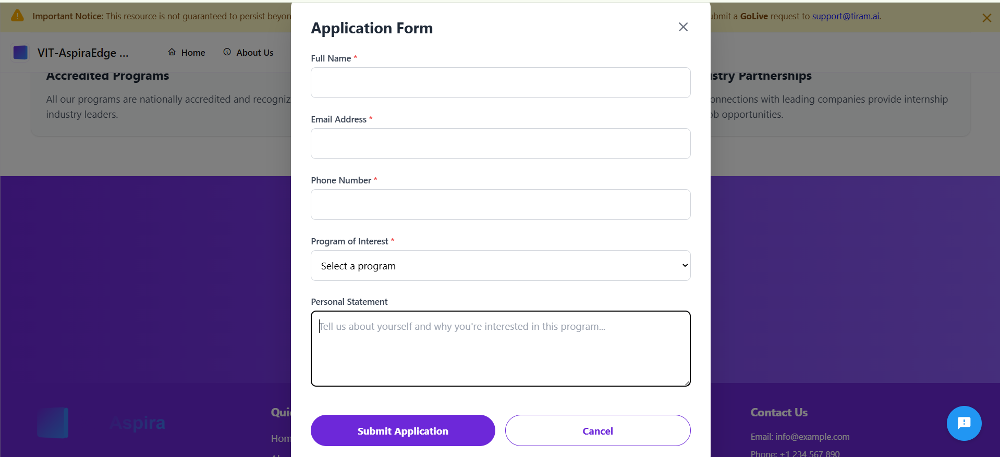 Important Notice: This resource is not guaranteed to persist beyon
ubmit a GoLive request to support@tiram.ai.
VIT-AspiraEdge ...
Home
About Us
Accredited Programs
All our programs are nationally accredited and recogniz
industry leaders.
istry Partnerships
onnections with leading companies provide internship
ob opportunities.
Application Form
Full Name *
Email Address *
Phone Number *
Program of Interest *
Select a program
Personal Statement
Tell us about yourself and why you're interested in this program...
Submit Application
Cancel
Aspira
Quic
Hom
Contact Us
Email: info@example.com
Phone: +1 234 567 890